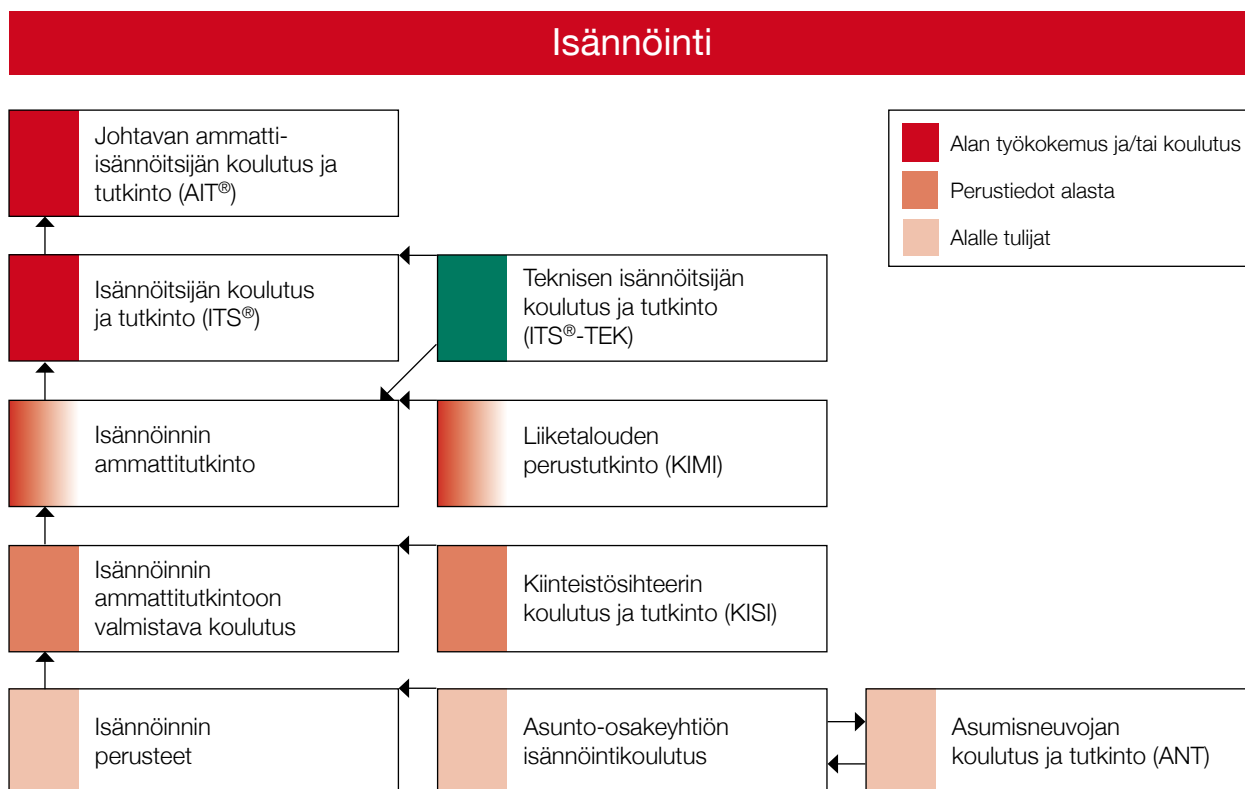 Isännöinti
Johtavan ammatti-
isännöitsijän koulutus ja
tutkinto (AIT®)
Alan työkokemus ja/tai koulutus
Perustiedot alasta
Alalle tulijat
Isännöitsijän koulutus
ja tutkinto (ITS®)
Teknisen isännöitsijän
koulutus ja tutkinto
(ITS®-TEK)
Isännöinnin
ammattitutkinto
Liiketalouden
perustutkinto (KIMI)
Isännöinnin
ammattitutkintoon
valmistava koulutus
Kiinteistösihteerin
koulutus ja tutkinto (KISI)
Isännöinnin
perusteet
Asunto-osakeyhtiön
isännöintikoulutus
Asumisneuvojan
koulutus ja tutkinto (ANT)